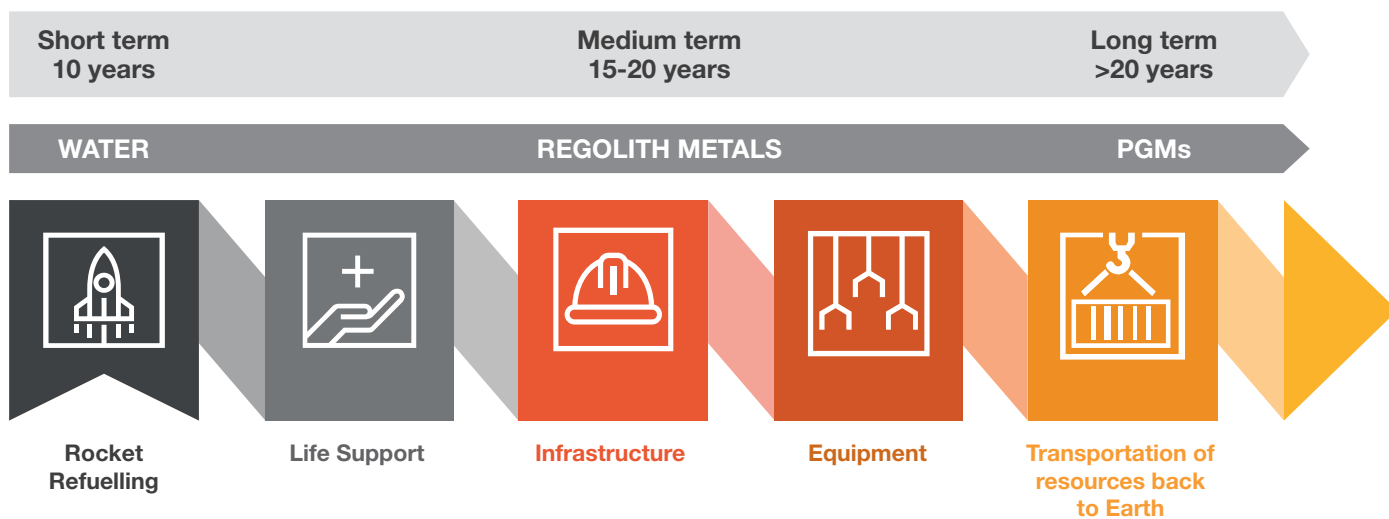 Short term
10 years
Medium term
15-20 years
Long term
>20 years
WATER
REGOLITH METALS
PGMs
Rocket
Refuelling
Life Support
Infrastructure
Equipment
Transportation of
resources back
to Earth